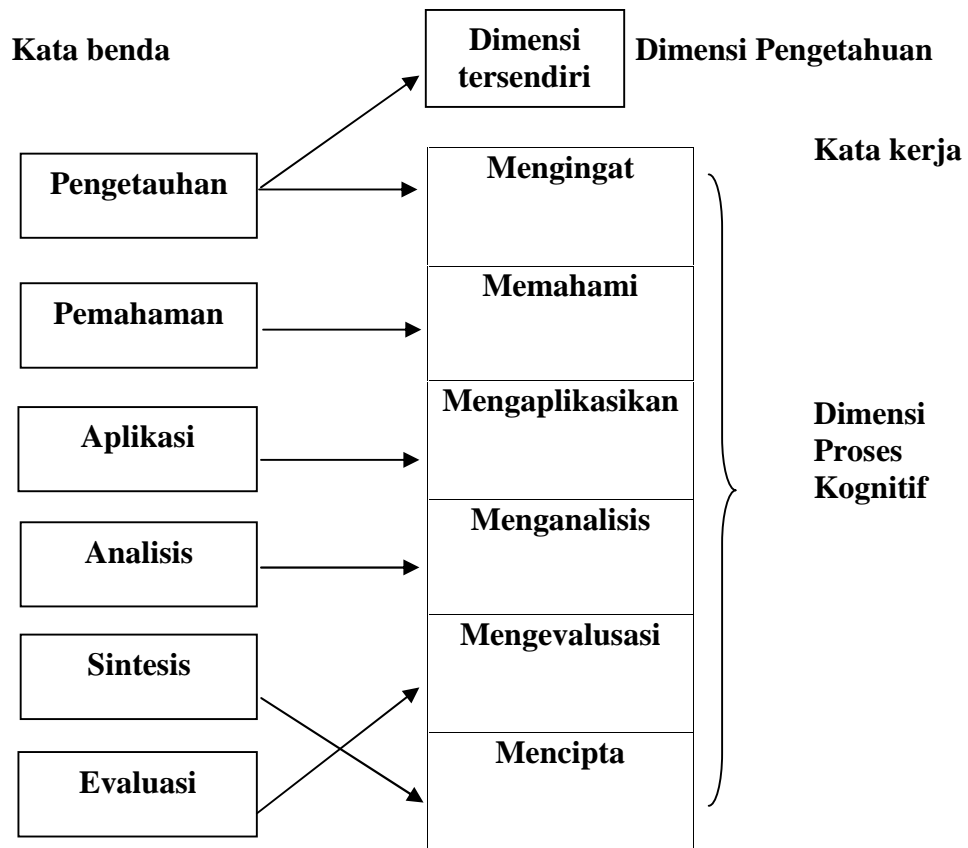 Kata benda
Dimensi
tersendiri
Dimensi Pengetahuan
Kata kerja
Pengetauhan
Mengingat
Pemahaman
Memahami
Aplikasi
Mengaplikasikan
Dimensi
Proses
Kognitif
Analisis
Menganalisis
Sintesis
Mengevalusasi
Evaluasi
Mencipta